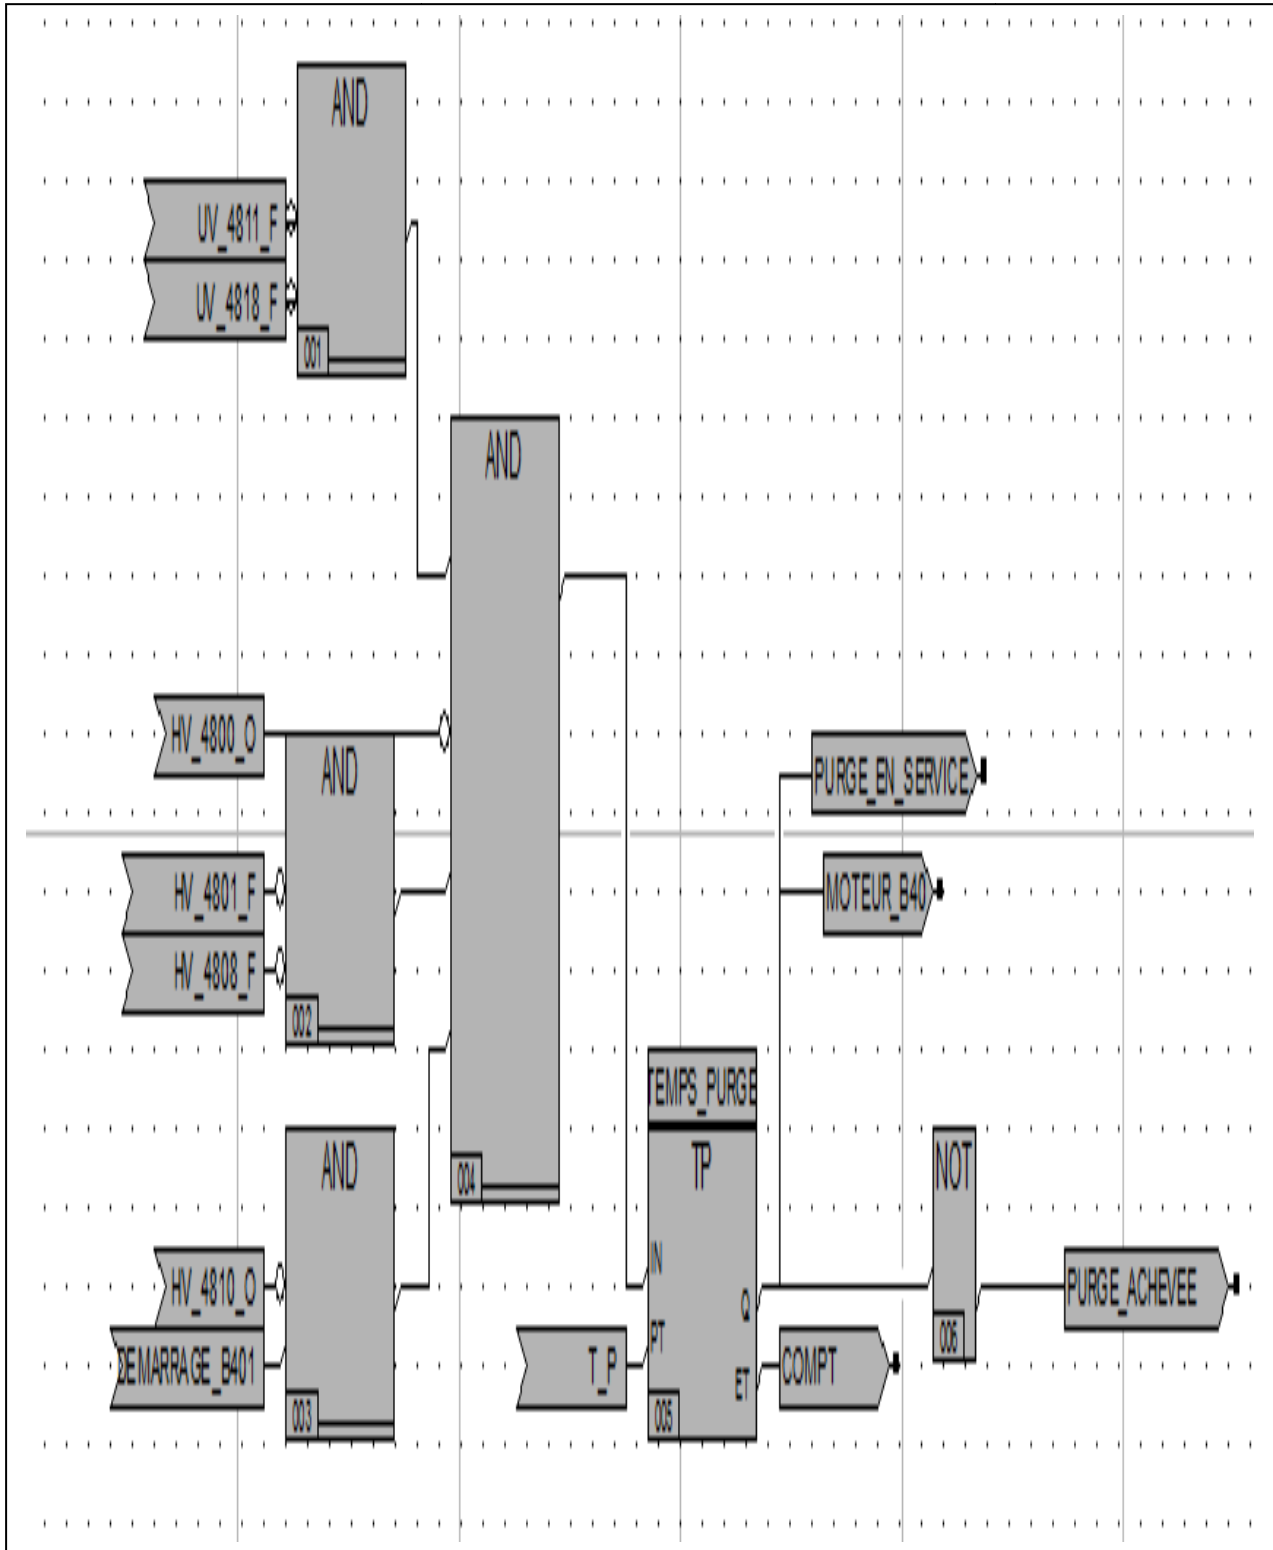 AND
UV_4811_F
UV_4818_F
001
AND
HV_4800_O
AND
PURGE_EN_SERVICE
HV_4801_F
MOTEUR_B40
HV_4808_F
002
TEMPS_PURGE
AND
004
TP
NOT
IN
HV_4810_O
Q
PURGE_ACHEVEE
PT
006
DEMARRAGE_B401
T_P
ET
COMPT
003
005